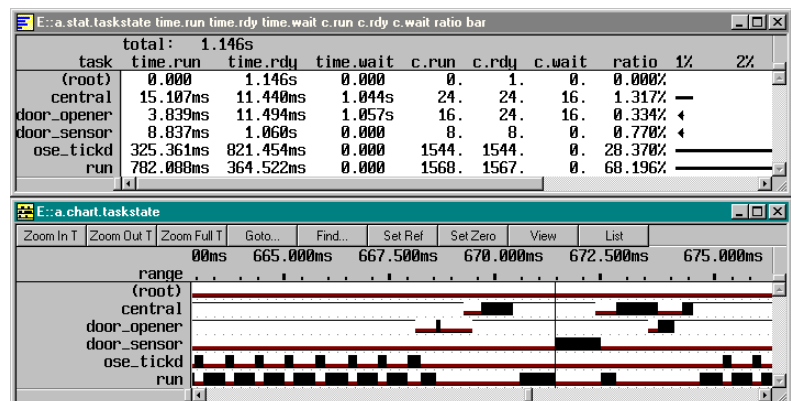 E::a.stat.taskstate time.run time.rdy time.wait c.run c.rdy c.wait ratio bar
total: 1.146s
task time.run time.rdy time.wait c.run c.rdy c.wait ratio 1% 2%
(root) 0.000 1.146s 0.000 0. 1. 0. 0.000%
central 15.107ms 11.440ms 1.044s 24. 24. 16. 1.317%
door_opener 3.839ms 11.494ms 1.057s 16. 24. 16. 0.334%
door_sensor 8.837ms 1.060s 0.000 8. 8. 0. 0.770%
ose_tickd 325.361ms 821.454ms 0.000 1544. 1544. 0. 28.370%
run 782.088ms 364.522ms 0.000 1568. 1567. 0. 68.196%
E::a.chart.taskstate
Zoom In T Zoom Out T Zoom Full T Goto... Find... Set Ref Set Zero View List
00ms 665.000ms 667.500ms 670.000ms 672.500ms 675.000ms
range
(root)
central
door_opener
door_sensor
ose_tickd
run